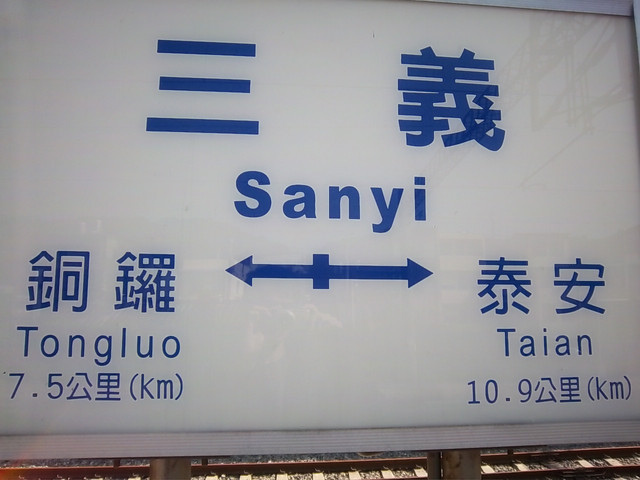 三義
Sanyi
銅鑼 泰安
Tongluo Taian
7.5公里(km) 10.9公里(km)